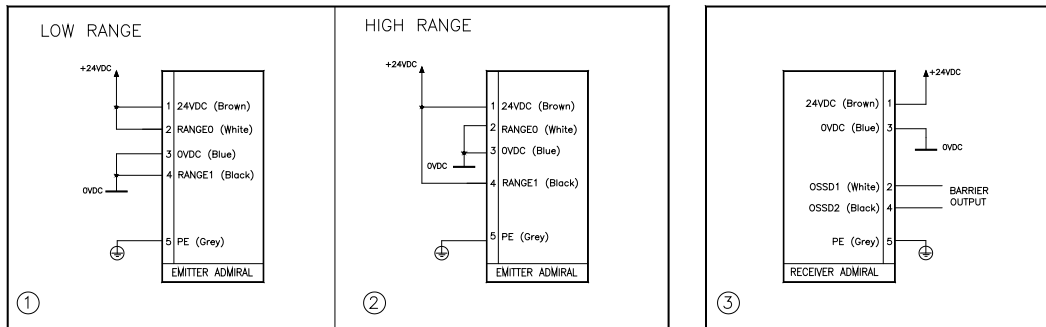 LOW RANGE
+24VDC
1 24VDC (Brown)
2 RANGE0 (White)
3 0VDC (Blue)
4 RANGE1 (Black)
0VDC
5 PE (Grey)
EMITTER ADMIRAL
1
HIGH RANGE
+24VDC
1 24VDC (Brown)
2 RANGE0 (White)
3 0VDC (Blue)
0VDC
4 RANGE1 (Black)
5 PE (Grey)
EMITTER ADMIRAL
2
+24VDC
24VDC (Brown) 1
0VDC (Blue) 3
0VDC
OSSD1 (White) 2
OSSD2 (Black) 4
BARRIER
OUTPUT
PE (Grey) 5
RECEIVER ADMIRAL
3